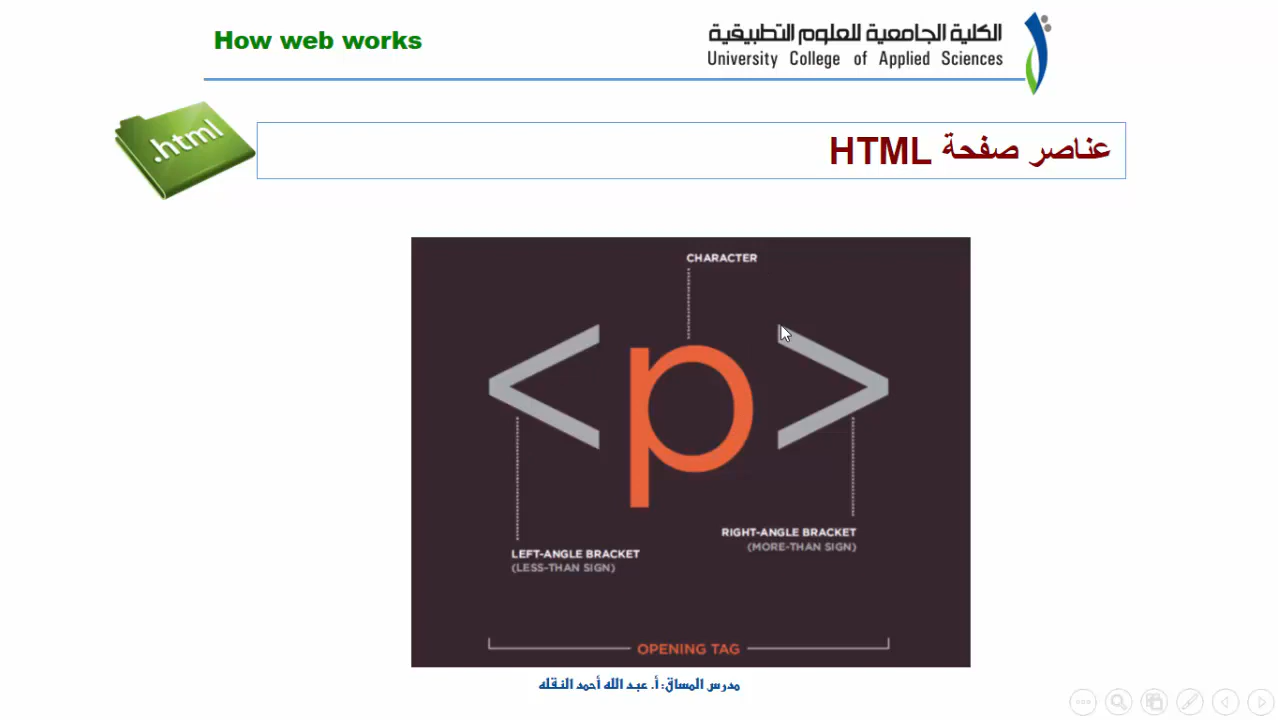 How web works
الكلية الجامعية للعلوم التطبيقية
University College of Applied Sciences
.html
عناصر صفحة HTML
CHARACTER
<p>
RIGHT-ANGLE BRACKET
(MORE-THAN SIGN)
LEFT-ANGLE BRACKET
(LESS-THAN SIGN)
OPENING TAG
مدرس المساق: أ. عبد الله أحمد النقله